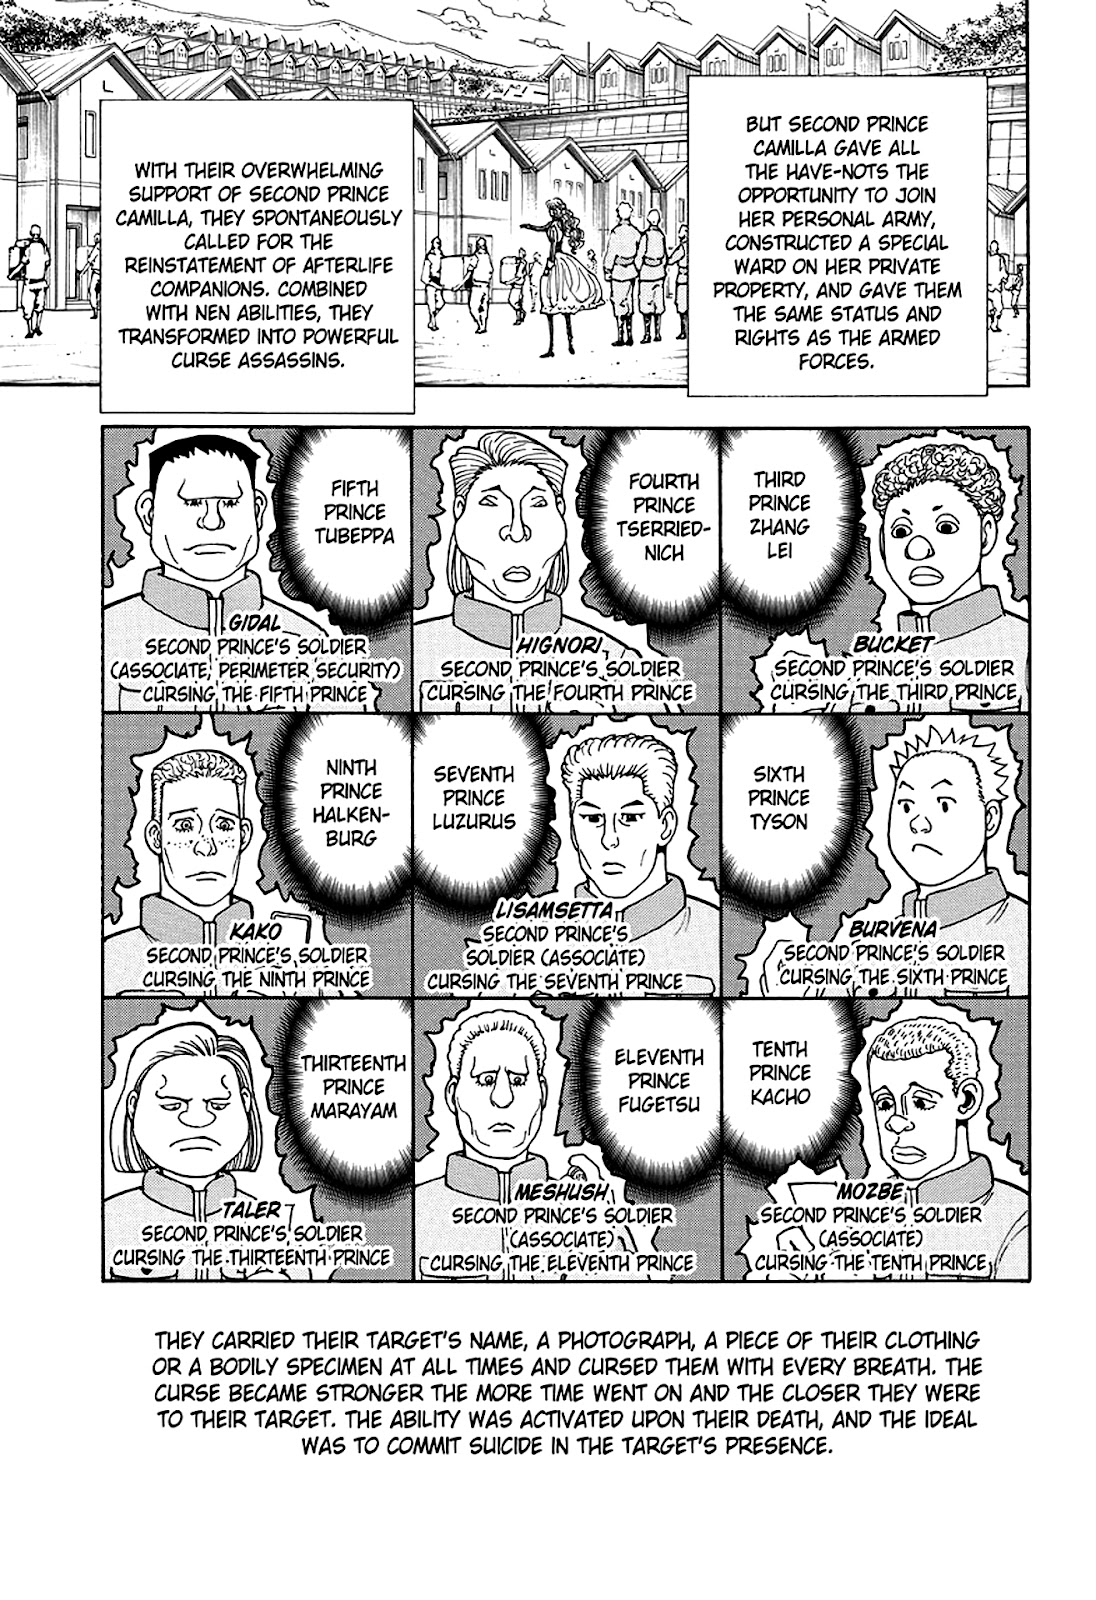 BUT SECOND PRINCE
CAMILLA GAVE ALL
THE HAVE-NOTS THE
OPPORTUNITY TO JOIN
HER PERSONAL ARMY,
CONSTRUCTED A SPECIAL
WARD ON HER PRIVATE
PROPERTY, AND GAVE THEM
THE SAME STATUS AND
RIGHTS AS THE ARMED
FORCES.
WITH THEIR OVERWHELMING
SUPPORT OF SECOND PRINCE
CAMILLA, THEY SPONTANEOUSLY
CALLED FOR THE
REINSTATEMENT OF AFTERLIFE
COMPANIONS. COMBINED
WITH NEN ABILITIES, THEY
TRANSFORMED INTO POWERFUL
CURSE ASSASSINS.
THIRD
PRINCE
ZHANG
LEI
BUCKET
SECOND PRINCE'S SOLDIER
CURSING THE THIRD PRINCE
FOURTH
PRINCE
TSERRIED-
NICH
HIGNORI
SECOND PRINCE'S SOLDIER
CURSING THE FOURTH PRINCE
FIFTH
PRINCE
TUBEPPA
GIDAL
SECOND PRINCE'S SOLDIER
(ASSOCIATE; PERIMETER SECURITY)
CURSING THE FIFTH PRINCE
SIXTH
PRINCE
TYSON
BURVENA
SECOND PRINCE'S SOLDIER
CURSING THE SIXTH PRINCE
SEVENTH
PRINCE
LUZURUS
LISAMSETTA
SECOND PRINCE'S
SOLDIER (ASSOCIATE)
CURSING THE SEVENTH PRINCE
NINTH
PRINCE
HALKEN-
BURG
KAKO
SECOND PRINCE'S SOLDIER
CURSING THE NINTH PRINCE
TENTH
PRINCE
KACHO
MOZBE
SECOND PRINCE'S SOLDIER
(ASSOCIATE)
CURSING THE TENTH PRINCE
ELEVENTH
PRINCE
FUGETSU
MESHUSH
SECOND PRINCE'S SOLDIER
(ASSOCIATE)
CURSING THE ELEVENTH PRINCE
THIRTEENTH
PRINCE
MARAYAM
TALER
SECOND PRINCE'S SOLDIER
CURSING THE THIRTEENTH PRINCE
THEY CARRIED THEIR TARGET'S NAME, A PHOTOGRAPH, A PIECE OF THEIR CLOTHING
OR A BODILY SPECIMEN AT ALL TIMES AND CURSED THEM WITH EVERY BREATH. THE
CURSE BECAME STRONGER THE MORE TIME WENT ON AND THE CLOSER THEY WERE
TO THEIR TARGET. THE ABILITY WAS ACTIVATED UPON THEIR DEATH, AND THE IDEAL
WAS TO COMMIT SUICIDE IN THE TARGET'S PRESENCE.